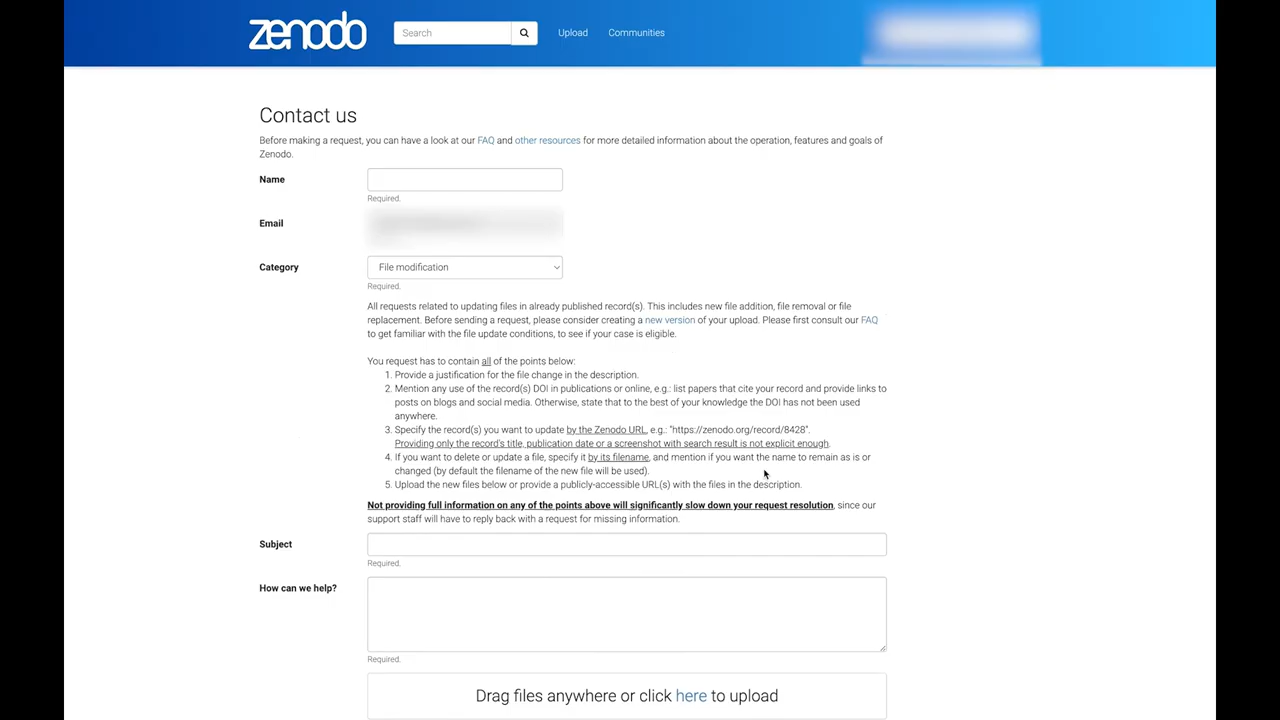 zenodo
Search
Upload
Communities
Contact us
Before making a request, you can have a look at our FAQ and other resources for more detailed information about the operation, features and goals of
Zenodo.
Name
Required.
Email
Category
File modification
Required.
All requests related to updating files in already published record(s). This includes new file addition, file removal or file
replacement. Before sending a request, please consider creating a new version of your upload. Please first consult our FAQ
to get familiar with the file update conditions, to see if your case is eligible.
You request has to contain all of the points below:
1. Provide a justification for the file change in the description.
2. Mention any use of the record(s) DOI in publications or online, e.g.: list papers that cite your record and provide links to
posts on blogs and social media. Otherwise, state that to the best of your knowledge the DOI has not been used
anywhere.
3. Specify the record(s) you want to update by the Zenodo URL, e.g.: "https://zenodo.org/record/8428".
Providing only the record's title, publication date or a screenshot with search result is not explicit enough.
4. If you want to delete or update a file, specify it by its filename, and mention if you want the name to remain as is or
changed (by default the filename of the new file will be used).
5. Upload the new files below or provide a publicly-accessible URL(s) with the files in the description.
Not providing full information on any of the points above will significantly slow down your request resolution, since our
support staff will have to reply back with a request for missing information.
Subject
Required.
How can we help?
Required.
Drag files anywhere or click here to upload